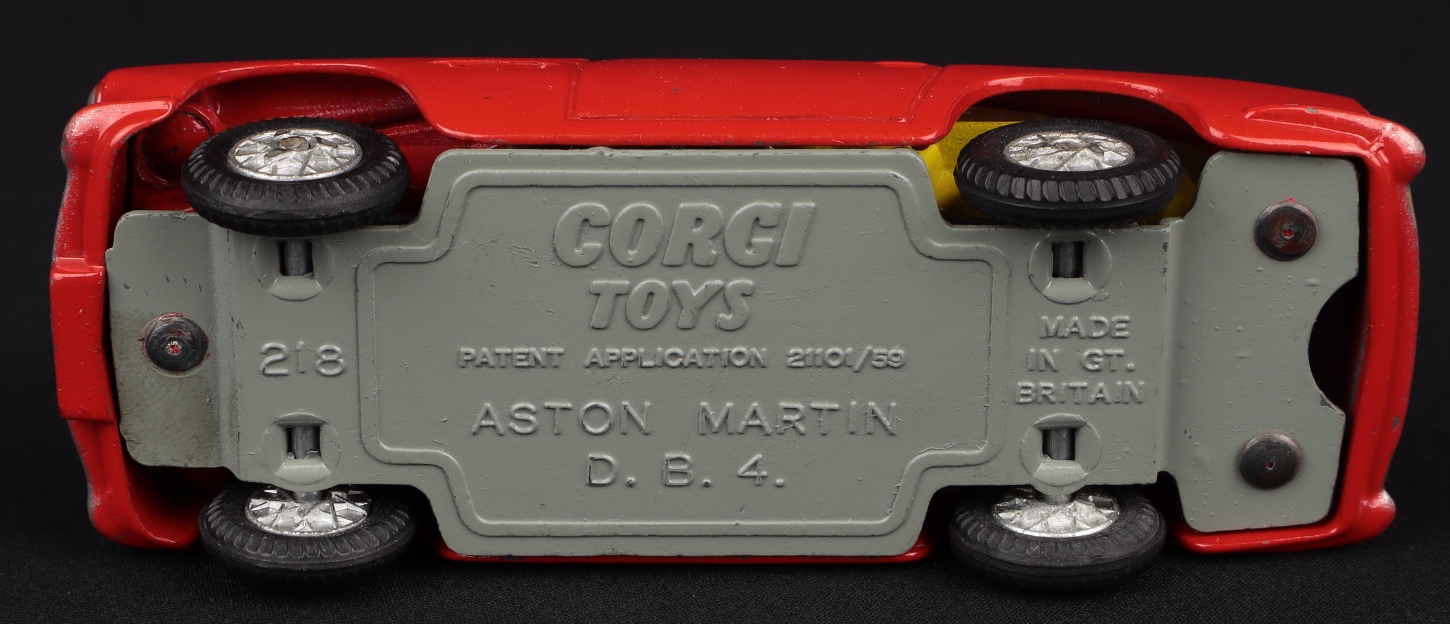 CORGI
TOYS
PATENT APPLICATION 21101/59
218
ASTON MARTIN
D. B. 4.
MADE
IN GT.
BRITAIN